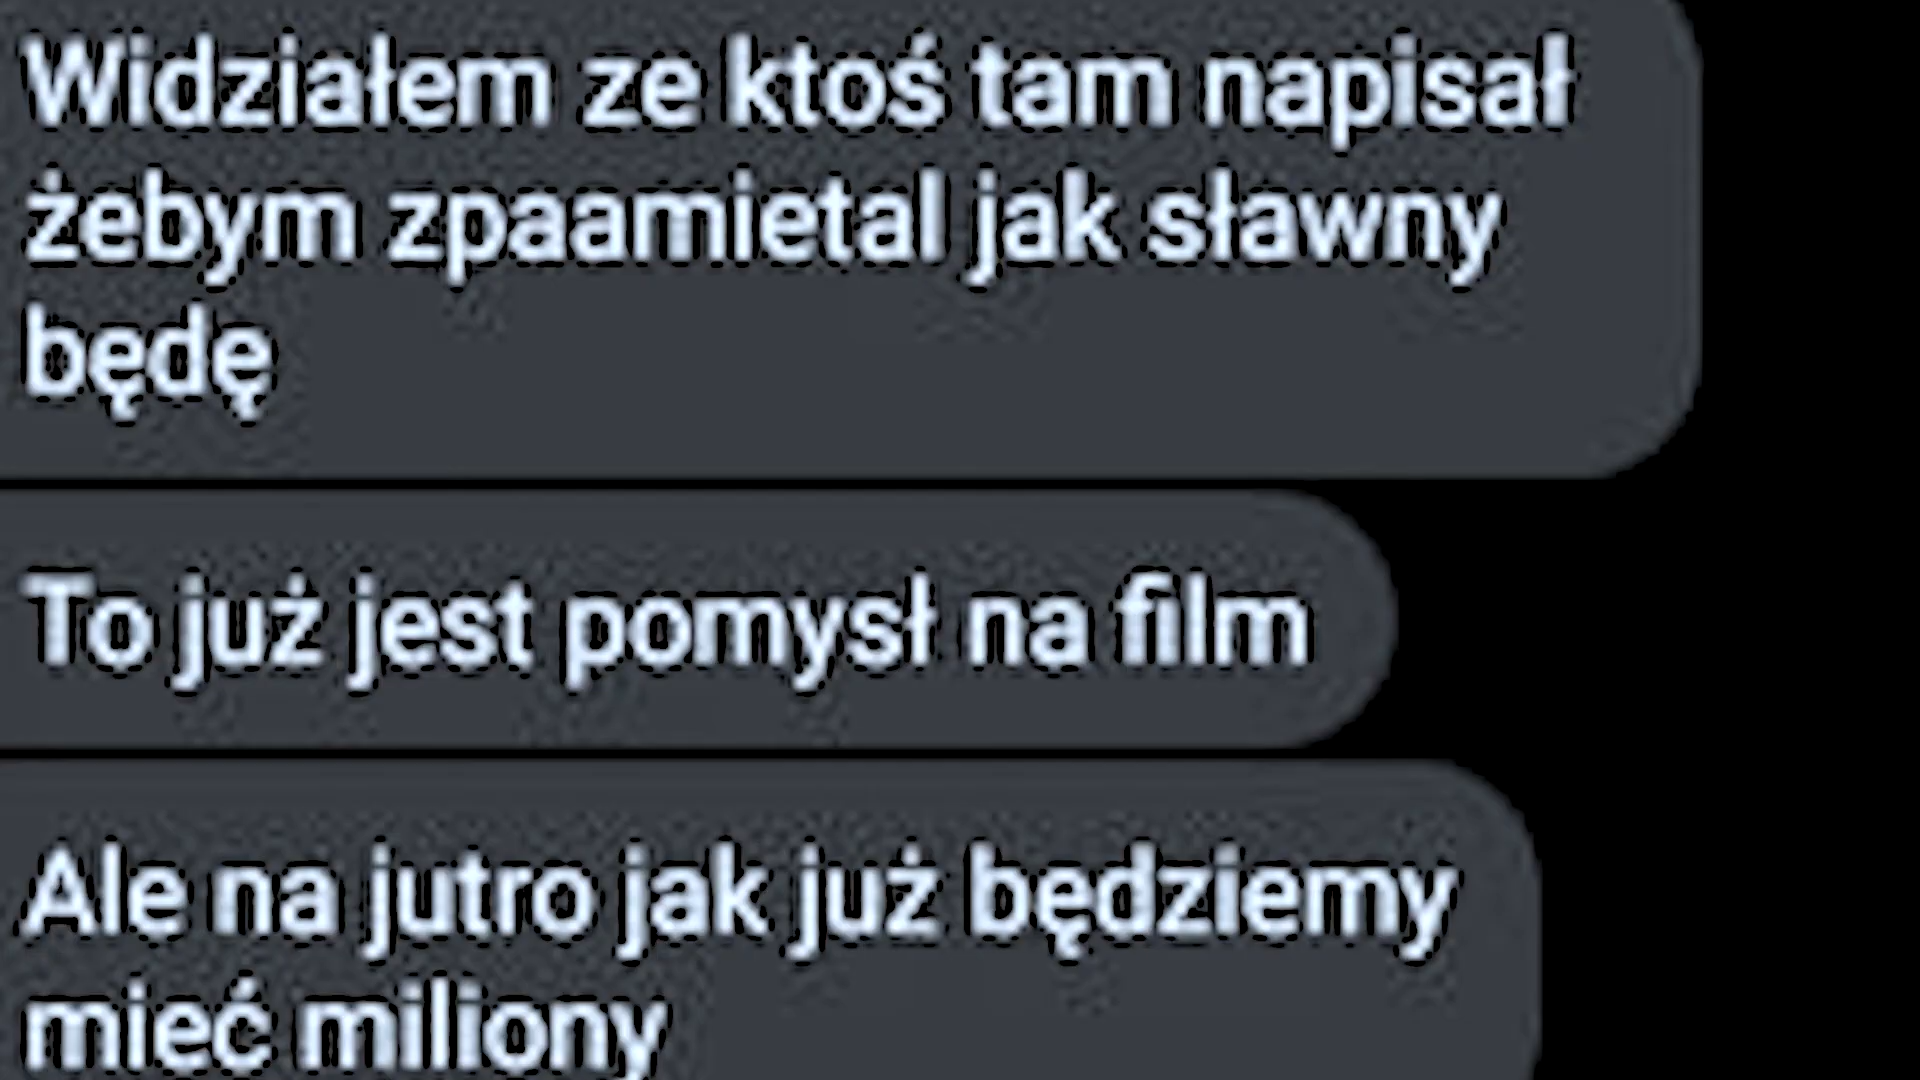 Widziałem ze ktoś tam napisał
żebym zpaamietal jak sławny
będę
To już jest pomysł na film
Ale na jutro jak już będziemy
mieć miliony